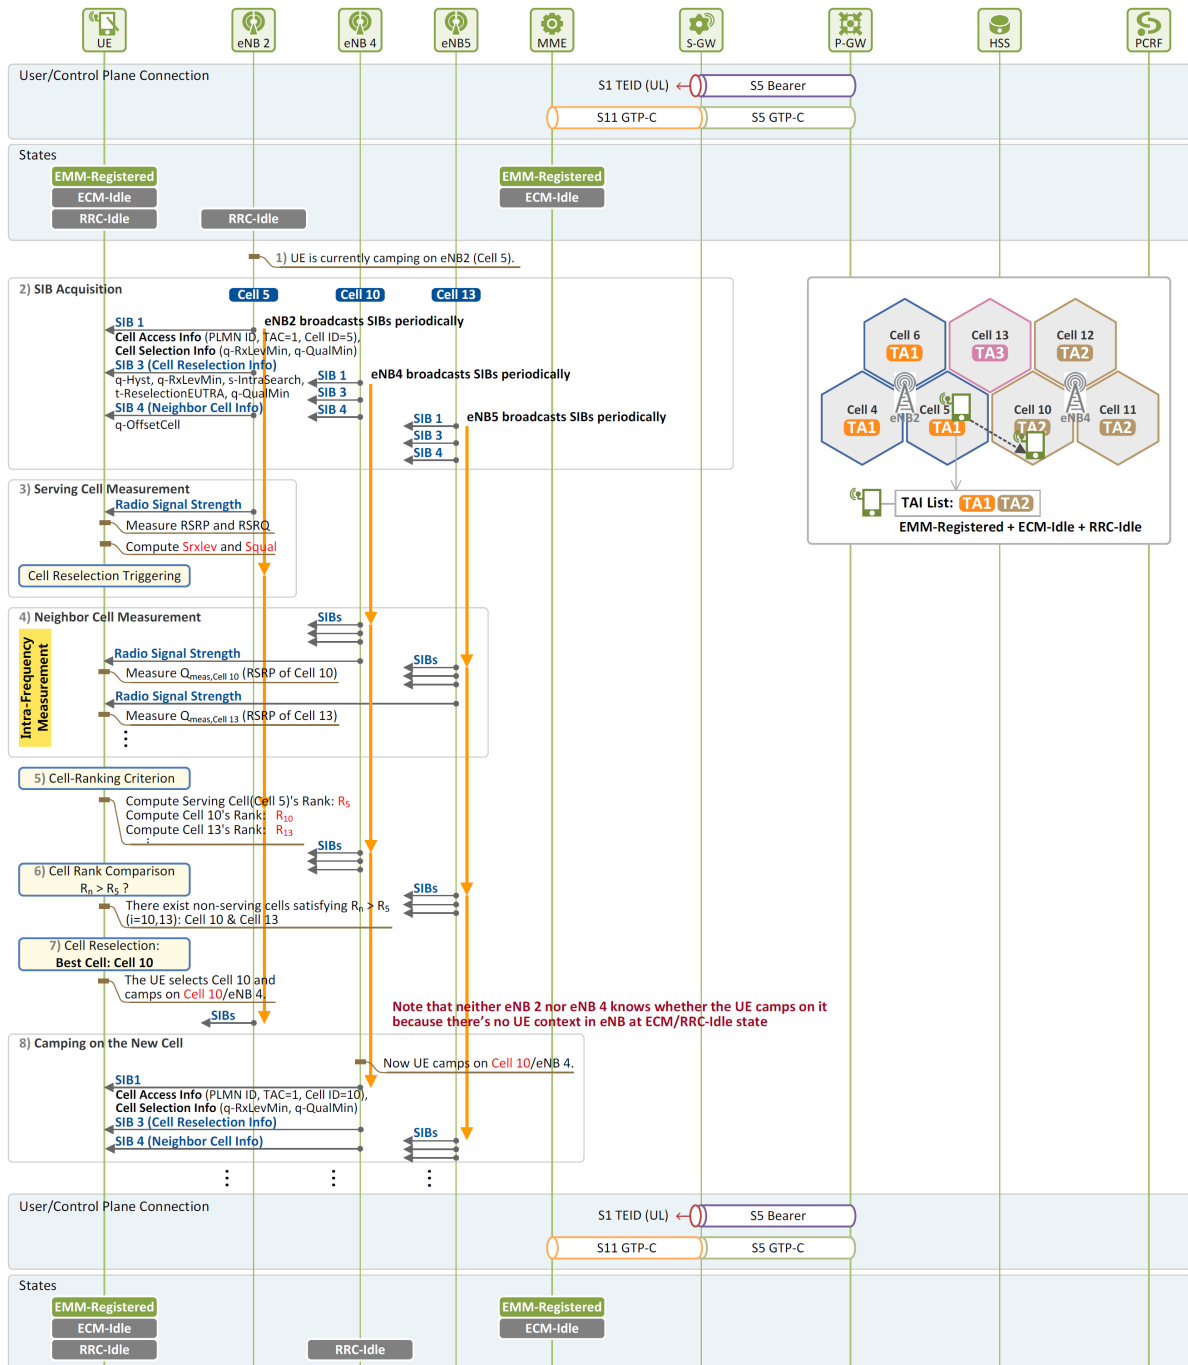 UE
eNB 2
eNB 4
eNB5
MME
S-GW
P-GW
HSS
PCRF
User/Control Plane Connection
S1 TEID (UL)
S5 Bearer
S11 GTP-C
S5 GTP-C
States
EMM-Registered
EMM-Registered
ECM-Idle
ECM-Idle
RRC-Idle
RRC-Idle
1) UE is currently camping on eNB2 (Cell 5).
2) SIB Acquisition
Cell 5
Cell 10
Cell 13
SIB 1
eNB2 broadcasts SIBs periodically
Cell Access Info (PLMN ID, TAC=1, Cell ID=5),
Cell Selection Info (q-RxLevMin, q-QualMin)
SIB 3 (Cell Reselection Info)
q-Hyst, q-RxLevMin, s-IntraSearch,
t-ReselectionEUTRA, q-QualMin
SIB 4 (Neighbor Cell Info)
q-OffsetCell
SIB 1
eNB4 broadcasts SIBs periodically
SIB 3
SIB 4
SIB 1
eNB5 broadcasts SIBs periodically
SIB 3
SIB 4
Cell 6
TA1
Cell 13
TA3
Cell 12
TA2
Cell 4
TA1
eNB2
Cell 5
TA1
Cell 10
TA2
eNB4
Cell 11
TA2
TAI List: TA1 TA2
EMM-Registered + ECM-Idle + RRC-Idle
3) Serving Cell Measurement
Radio Signal Strength
Measure RSRP and RSRQ
Compute Srxlev and Squal
Cell Reselection Triggering
4) Neighbor Cell Measurement
Intra-Frequency
Measurement
SIBs
Radio Signal Strength
SIBs
Measure Qmeas,Cell 10 (RSRP of Cell 10)
Radio Signal Strength
Measure Qmeas,Cell 13 (RSRP of Cell 13)
5) Cell-Ranking Criterion
Compute Serving Cell(Cell 5)'s Rank: R5
Compute Cell 10's Rank: R10
Compute Cell 13's Rank: R13
SIBs
6) Cell Rank Comparison
Rn > R5 ?
SIBs
There exist non-serving cells satisfying Rn > R5
(i=10,13): Cell 10 & Cell 13
7) Cell Reselection:
Best Cell: Cell 10
The UE selects Cell 10 and
camps on Cell 10/eNB 4.
SIBs
Note that neither eNB 2 nor eNB 4 knows whether the UE camps on it
because there's no UE context in eNB at ECM/RRC-Idle state
8) Camping on the New Cell
Now UE camps on Cell 10/eNB 4.
SIB1
Cell Access Info (PLMN ID, TAC=1, Cell ID=10),
Cell Selection Info (q-RxLevMin, q-QualMin)
SIB 3 (Cell Reselection Info)
SIB 4 (Neighbor Cell Info)
SIBs
User/Control Plane Connection
S1 TEID (UL)
S5 Bearer
S11 GTP-C
S5 GTP-C
States
EMM-Registered
EMM-Registered
ECM-Idle
ECM-Idle
RRC-Idle
RRC-Idle